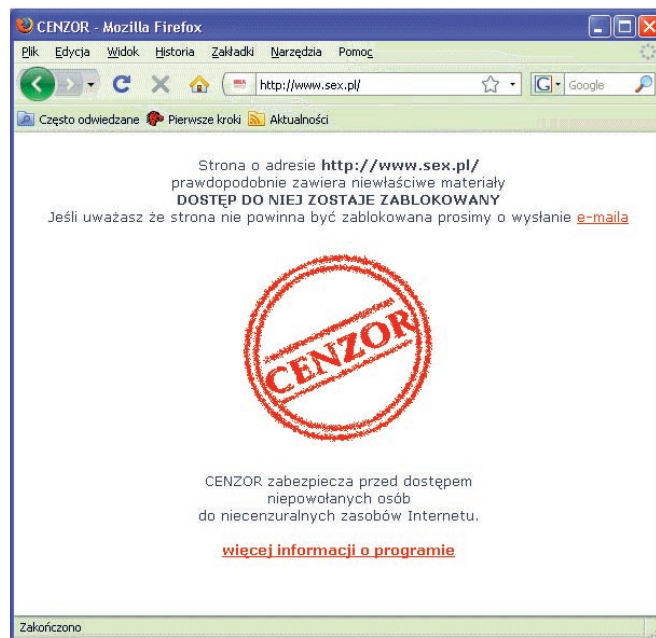 CENZOR - Mozilla Firefox
Plik Edycja Widok Historia Zakładki Narzędzia Pomoc
http://www.sex.pl/ G Google
Często odwiedzane Pierwsze kroki Aktualności
Strona o adresie http://www.sex.pl/
prawdopodobnie zawiera niewłaściwe materiały
DOSTĘP DO NIEJ ZOSTAJE ZABLOKOWANY
Jeśli uważasz że strona nie powinna być zablokowana prosimy o wysłanie e-maila
CENZOR
CENZOR zabezpiecza przed dostępem
niepowołanych osób
do niecenzuralnych zasobów Internetu.
więcej informacji o programie
Zakończono